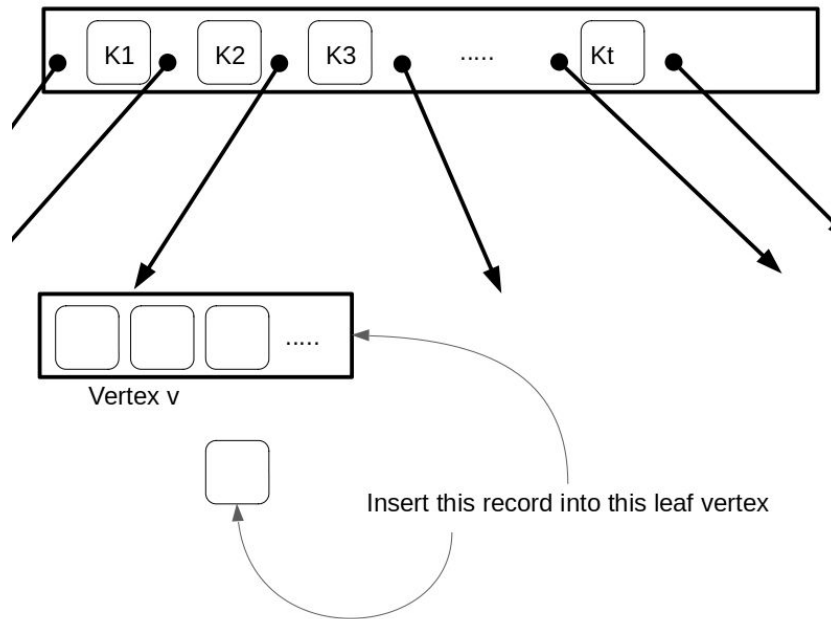 K1 K2 K3 ..... Kt
.....
Vertex v
Insert this record into this leaf vertex